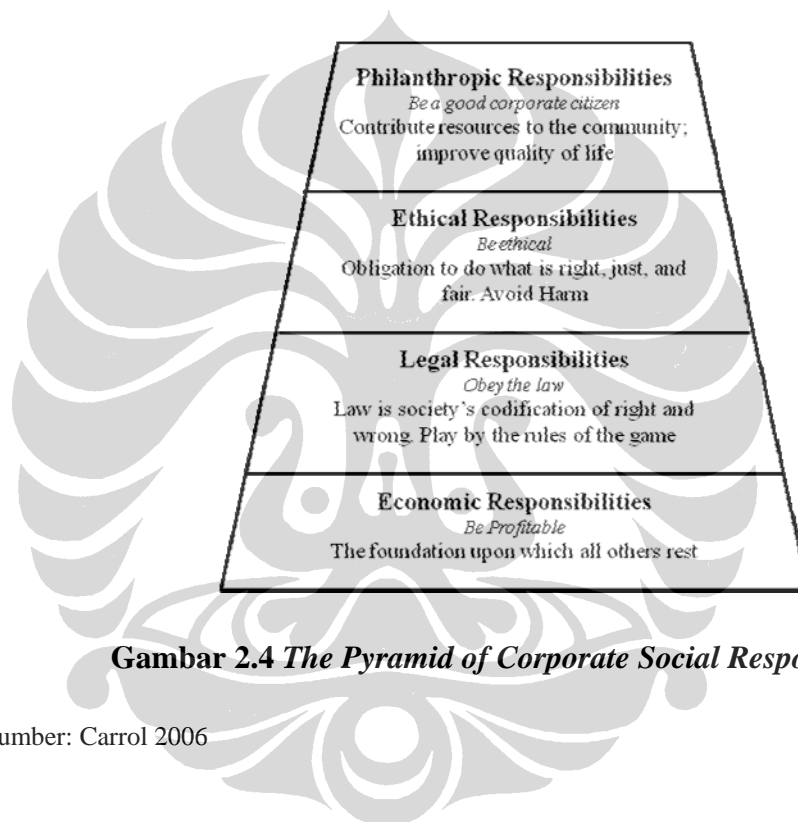 Philanthropic Responsibilities
Be a good corporate citizen
Contribute resources to the community;
improve quality of life
Ethical Responsibilities
Be ethical
Obligation to do what is right, just, and
fair. Avoid Harm
Legal Responsibilities
Obey the law
Law is society's codification of right and
wrong. Play by the rules of the game
Economic Responsibilities
Be Profitable
The foundation upon which all others rest
Gambar 2.4 The Pyramid of Corporate Social
Carrol 2006